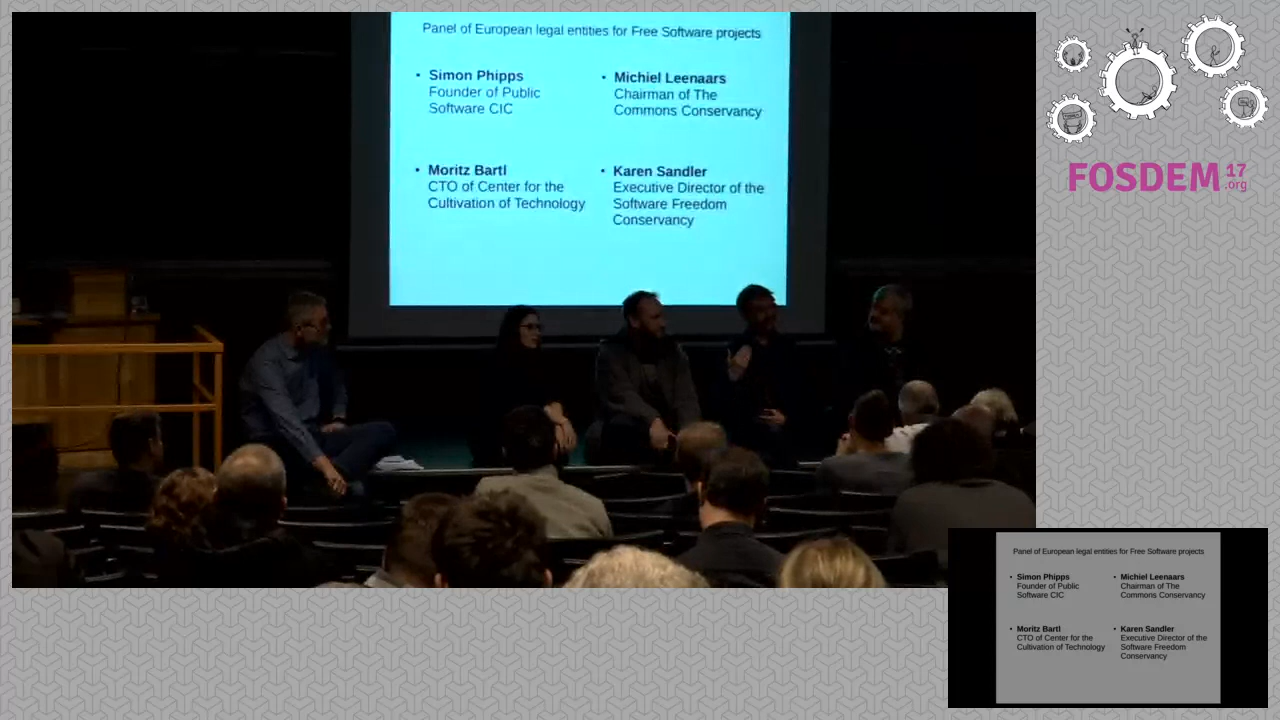 Panel of European legal entities for Free Software projects
• Simon Phipps
Founder of Public
Software CIC
• Michiel Leenaars
Chairman of The
Commons Conservancy
• Moritz Bartl
CTO of Center for the
Cultivation of Technology
• Karen Sandler
Executive Director of the
Software Freedom
Conservancy
FOSDEM 17
.org
Panel of European legal entities for Free Software projects
• Simon Phipps
Founder of Public
Software CIC
• Michiel Leenaars
Chairman of The
Commons Conservancy
• Moritz Bartl
CTO of Center for the
Cultivation of Technology
• Karen Sandler
Executive Director of the
Software Freedom
Conservancy